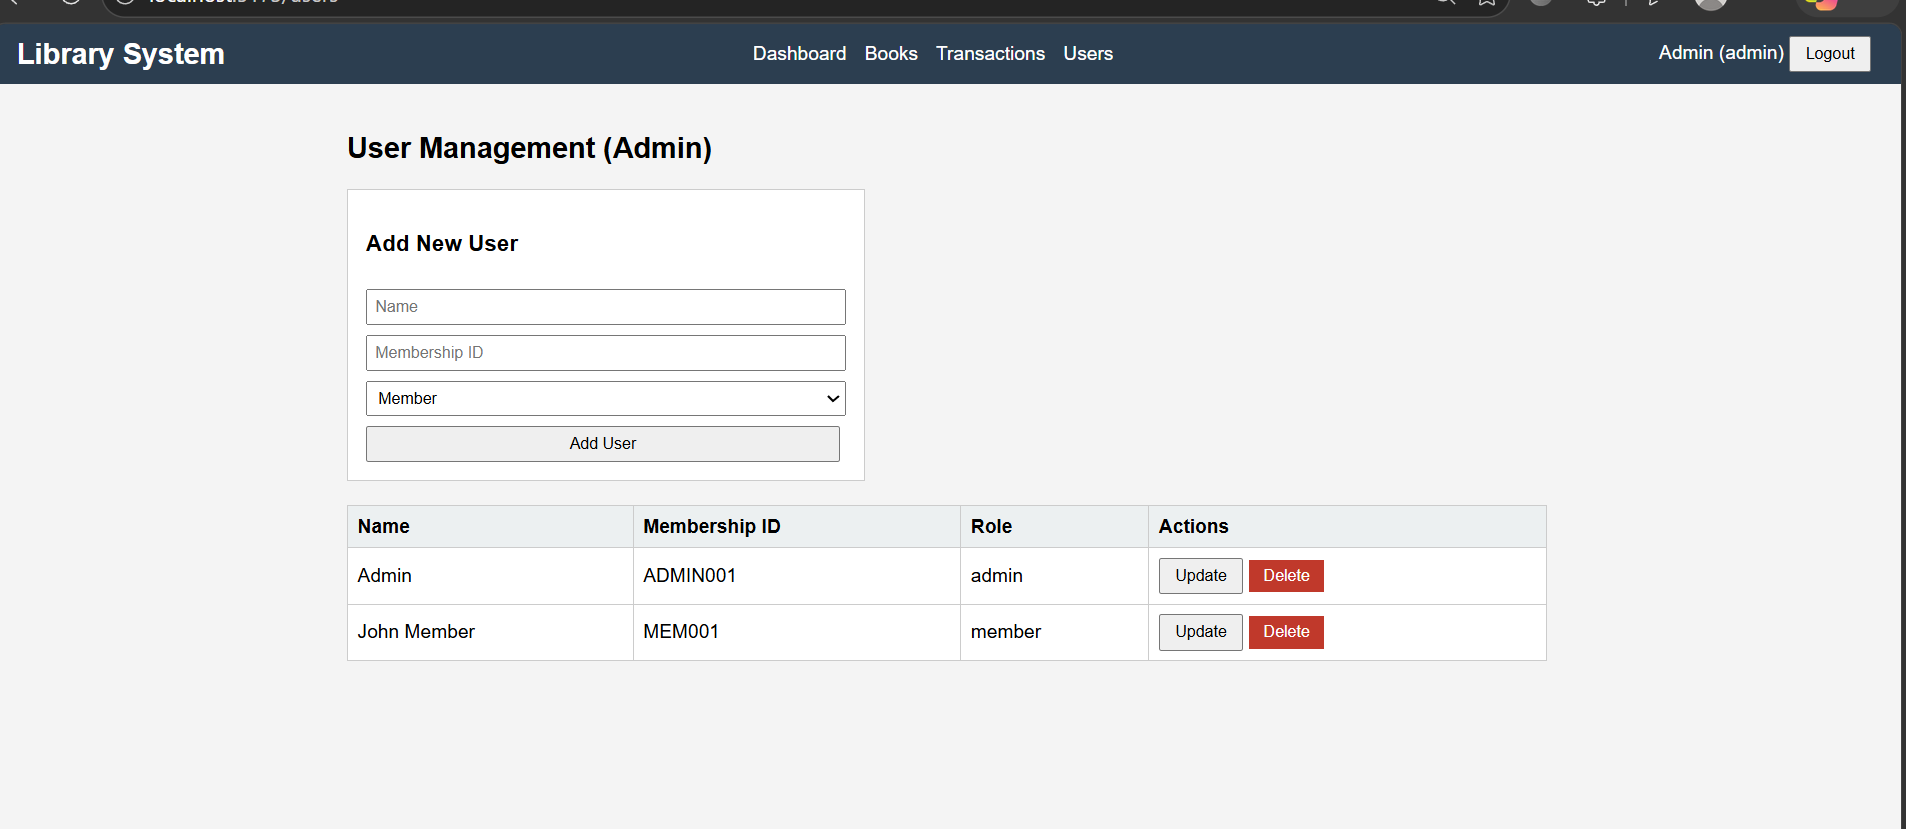 Library System
Dashboard Books Transactions Users
Admin (admin) Logout
User Management (Admin)
Add New User
Name
Membership ID
Member
Add User
Name Membership ID Role Actions
Admin ADMIN001 admin Update Delete
John Member MEM001 member Update Delete